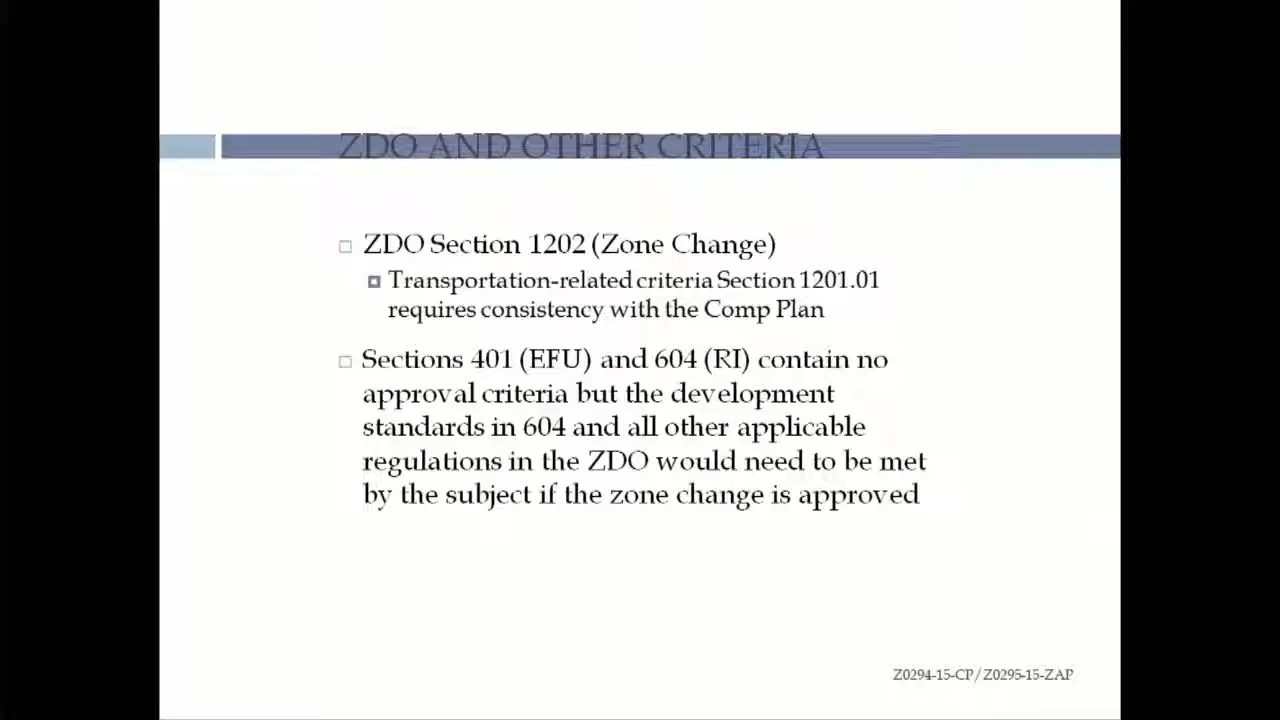 ZDO AND OTHER CRITERIA
ZDO Section 1202 (Zone Change)
Transportation-related criteria Section 1201.01
requires consistency with the Comp Plan
Sections 401 (EFU) and 604 (RI) contain no
approval criteria but the development
standards in 604 and all other applicable
regulations in the ZDO would need to be met
by the subject if the zone change is approved
Z0294-15-CP/Z0295-15-ZAP